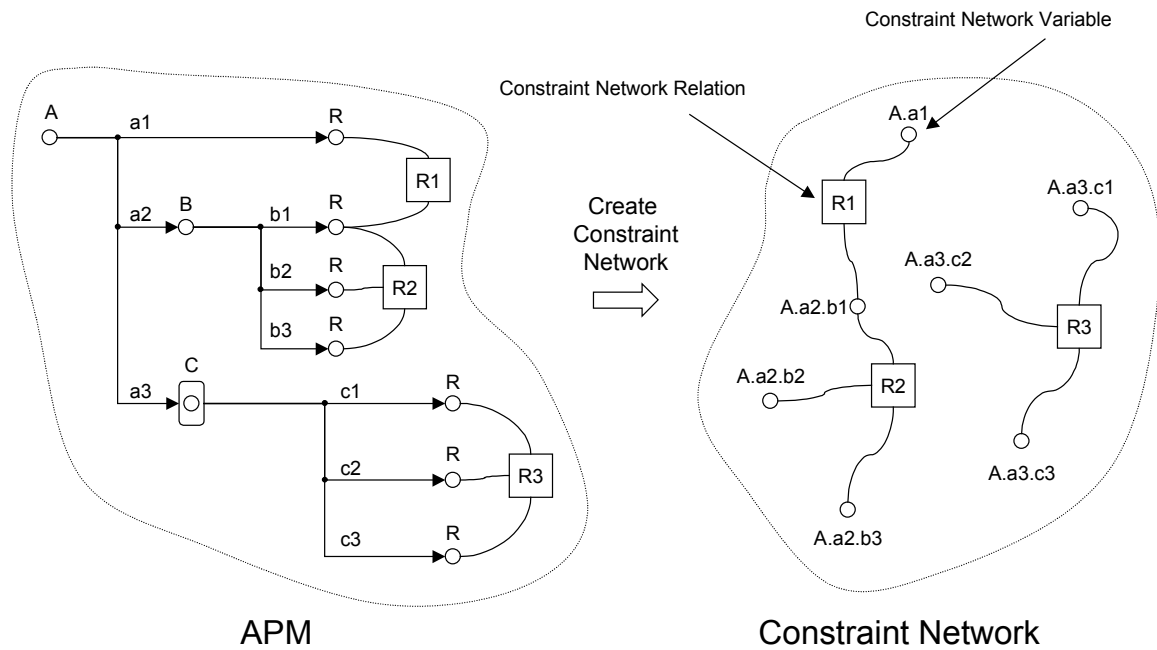 Constraint Network Variable
Constraint Network Relation
A
a1
R
R1
a2
B
b1
R
b2
R
R2
b3
R
a3
C
c1
R
c2
R
R3
c3
R
Create
Constraint
Network
A.a1
R1
A.a3.c1
A.a3.c2
A.a2.b1
R3
A.a2.b2
R2
A.a3.c3
A.a2.b3
APM
Constraint Network